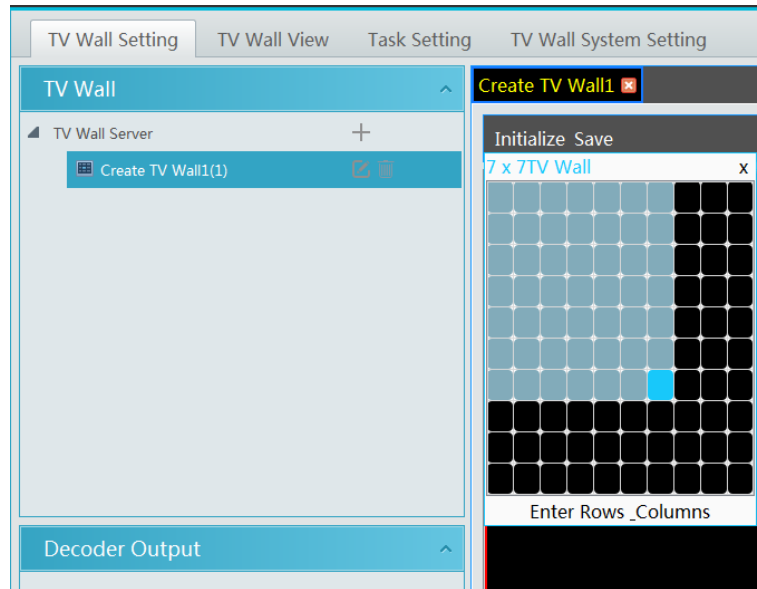 TV Wall Setting TV Wall View Task Setting TV Wall System Setting
TV Wall
TV Wall Server
Create TV Wall1(1)
Decoder Output
Create TV Wall1
Initialize Save
7 x 7TV Wall x
Enter Rows _Columns